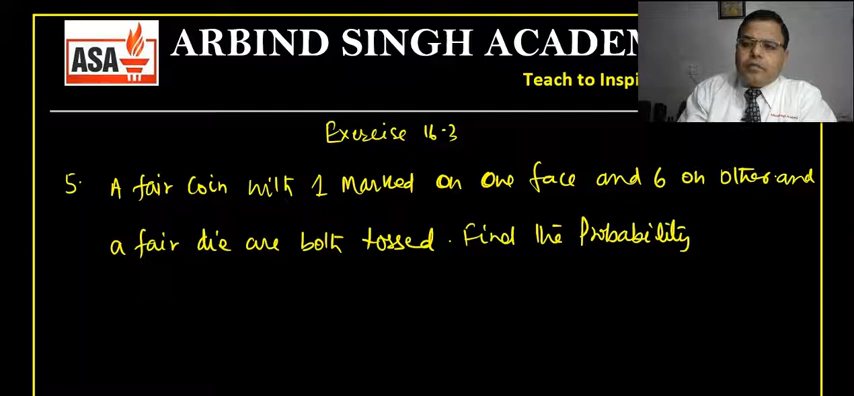 ASA
ARBIND SINGH ACADEM
Teach to Inspi
Exercise 16.3
5. A fair coin with 1 marked on one face and 6 on other and
a fair die are both tossed. Find the Probability